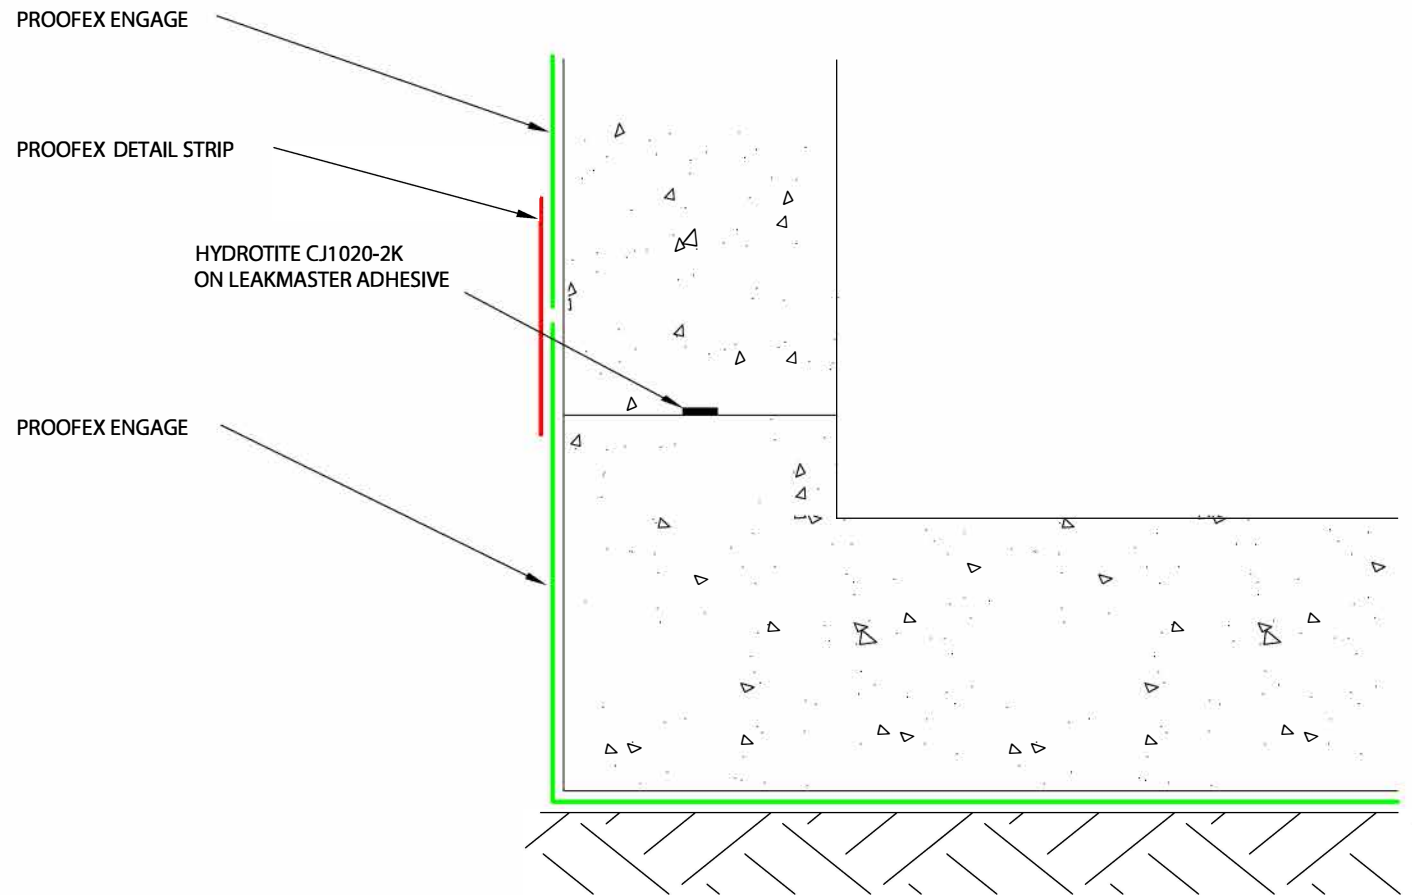 PROOFEX ENGAGE
PROOFEX DETAIL STRIP
HYDROTITE CJ1020-2K
ON LEAKMASTER ADHESIVE
PROOFEX ENGAGE